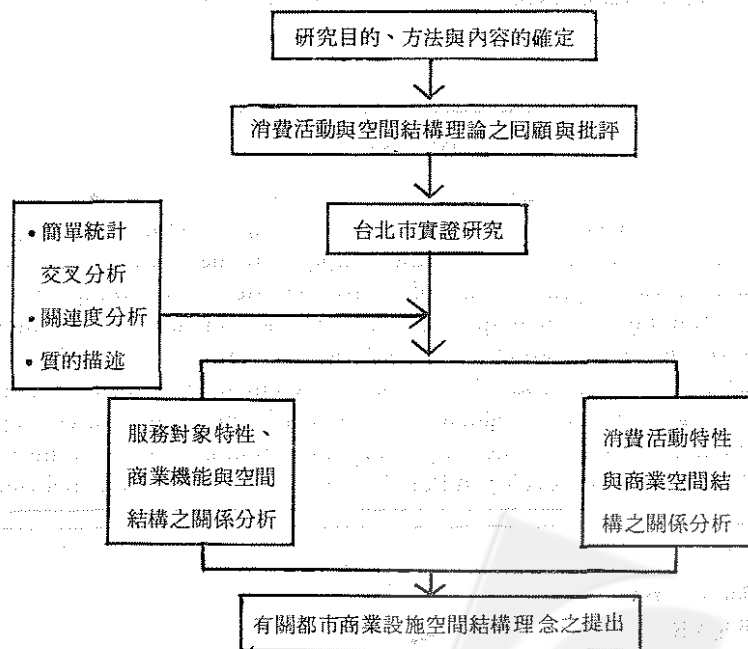 研究目的、方法與內容的確定
消費活動與空間結構理論之回顧與批評
台北市實證研究
•簡單統計
交叉分析
•關連度分析
•質的描述
服務對象特性、
商業機能與空間
結構之關係分析
消費活動特性
與商業空間結
構之關係分析
有關都市商業設施空間結構理念之提出